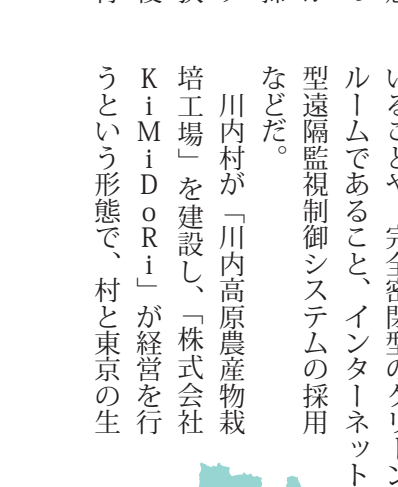 いることや、完全密閉型のクリーン
ルームであること、インターネット
型遠隔監視制御システムの採用
などだ。
川内村が「川内高原農産物栽
培工場」を建設し、「株式会社
KiMiDoRi」が経営を行
うという形態で、村と東京の生